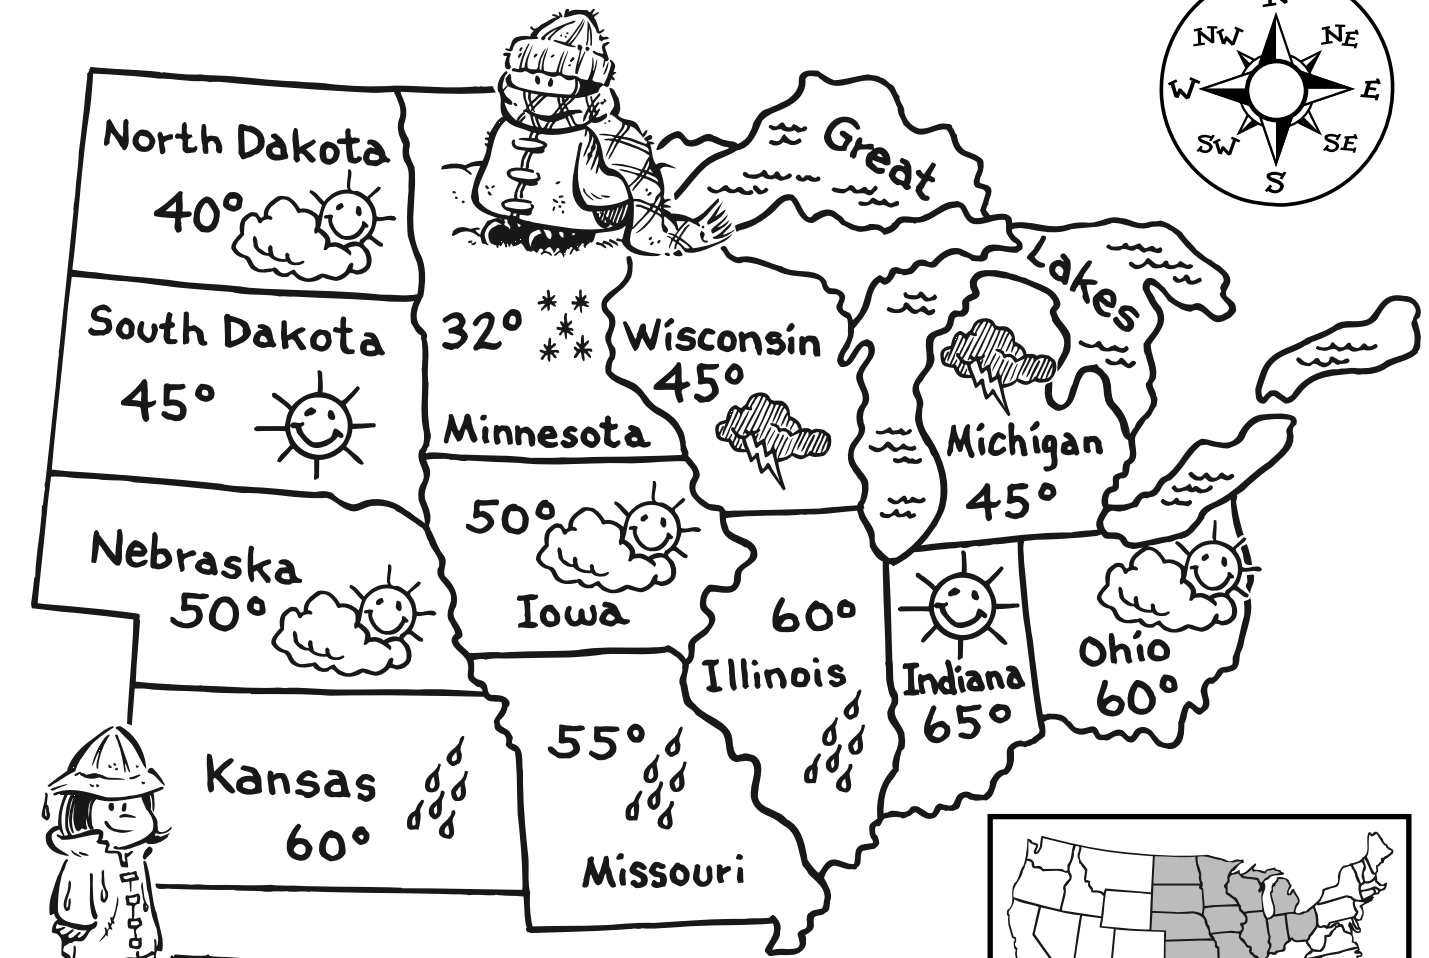 N
NW
NE
W
E
SW
SE
S
Great
Lakes
North Dakota
40°
South Dakota
45°
32°
Minnesota
Wisconsin
45°
Michigan
45°
Nebraska
50°
50°
Iowa
60°
Illinois
Indiana
65°
Ohio
60°
Kansas
60°
55°
Missouri